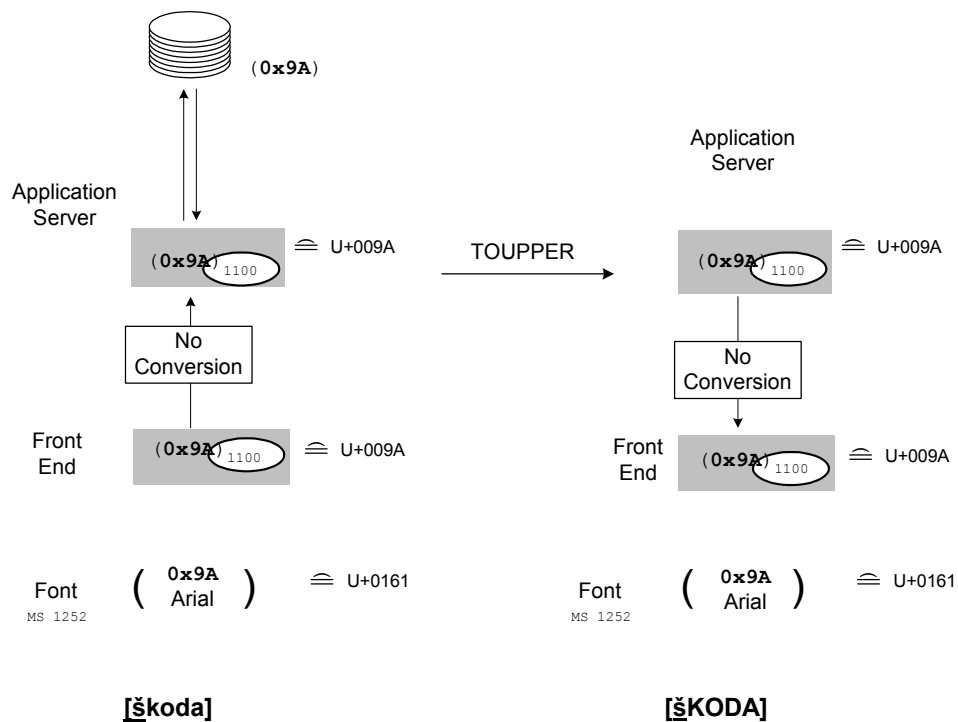 (0x9A)
Application
Server
Application
Server
(0x9A) 1100 ≙ U+009A
TOUPPER
(0x9A) 1100 ≙ U+009A
No
Conversion
No
Conversion
Front
End
(0x9A) 1100 ≙ U+009A
Front
End
(0x9A) 1100 ≙ U+009A
Font
MS 1252
( 0x9A
Arial ) ≙ U+0161
Font
MS 1252
( 0x9A
Arial ) ≙ U+0161
[škoda]
[šKODA]